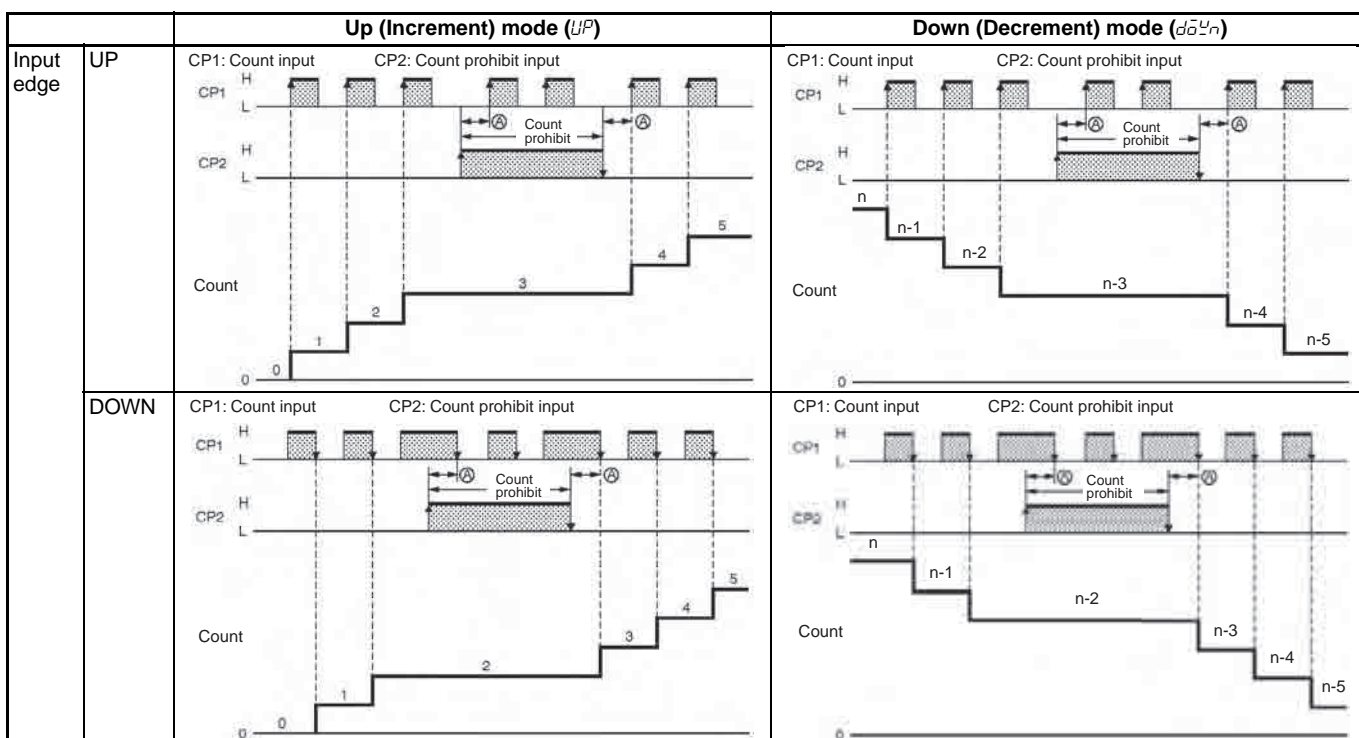 Up (Increment) mode (UP)
Down (Decrement) mode (doYn)
Input edge
UP
CP1: Count input CP2: Count prohibit input
CP1 H
L
A Count prohibit A
CP2 H
L
Count
0 0 1 2 3 4 5
CP1: Count input CP2: Count prohibit input
CP1 H
L
A Count prohibit A
CP2 H
L
n n-1 n-2 n-3 n-4 n-5
Count
0
DOWN
CP1: Count input CP2: Count prohibit input
CP1 H
L
A Count prohibit A
CP2 H
L
Count
0 0 1 2 3 4 5
CP1: Count input CP2: Count prohibit input
CP1 H
L
A Count prohibit A
CP2 H
L
n n-1 n-2 n-3 n-4 n-5
Count
0